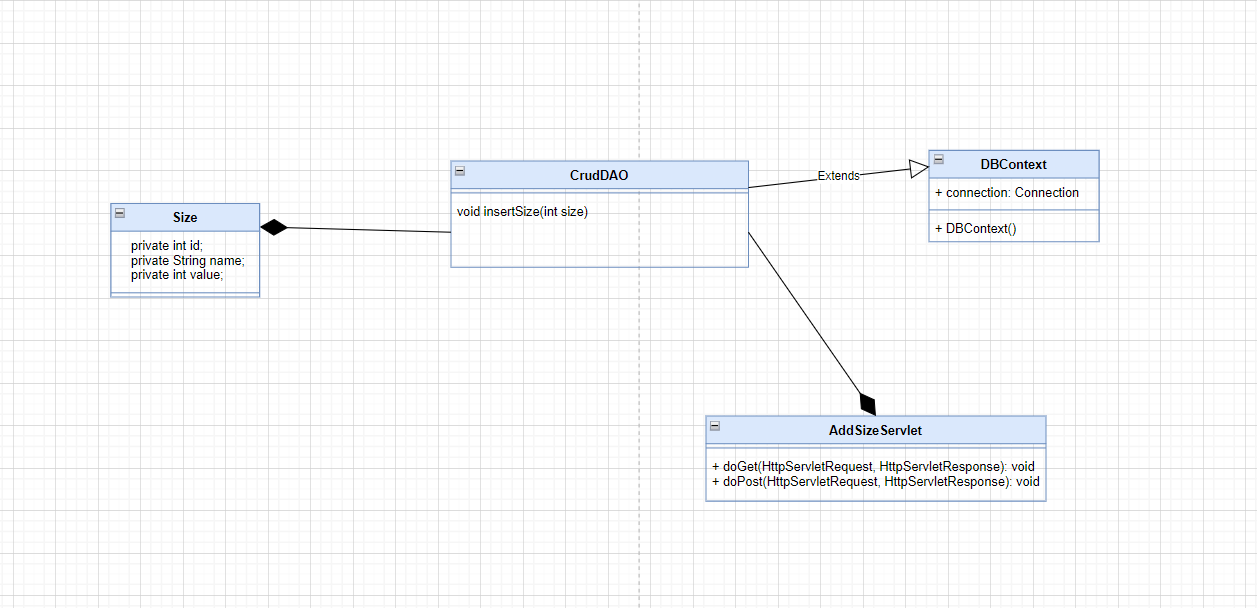 Size
private int id;
private String name;
private int value;
CrudDAO
void insertSize(int size)
Extends
DBContext
+ connection: Connection
+ DBContext()
AddSizeServlet
+ doGet(HttpServletRequest, HttpServletResponse): void
+ doPost(HttpServletRequest, HttpServletResponse): void